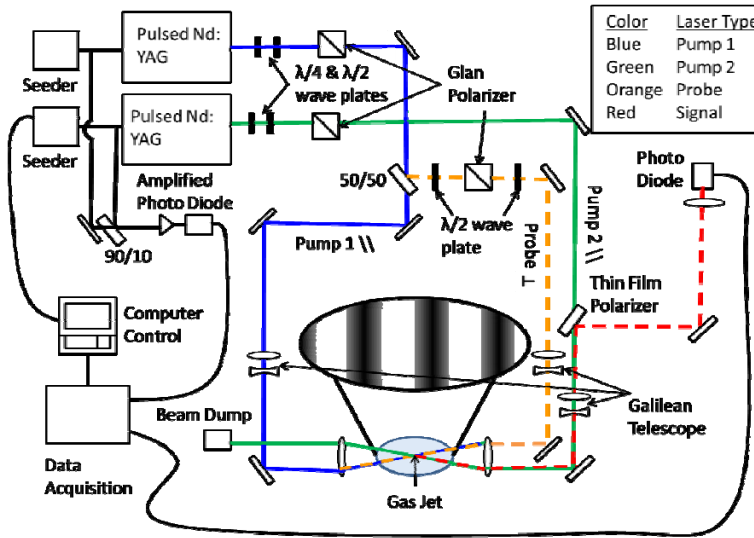 Pulsed Nd:
YAG
Seeder
Pulsed Nd:
YAG
Seeder
λ/4 & λ/2
wave plates
Glan
Polarizer
Color Laser Type
Blue Pump 1
Green Pump 2
Orange Probe
Red Signal
50/50
Amplified
Photo Diode
90/10
λ/2 wave
plate
Photo
Diode
Pump 1 \\
Probe ⊥
Pump 2 \\
Thin Film
Polarizer
Computer
Control
Beam Dump
Galilean
Telescope
Data
Acquisition
Gas Jet